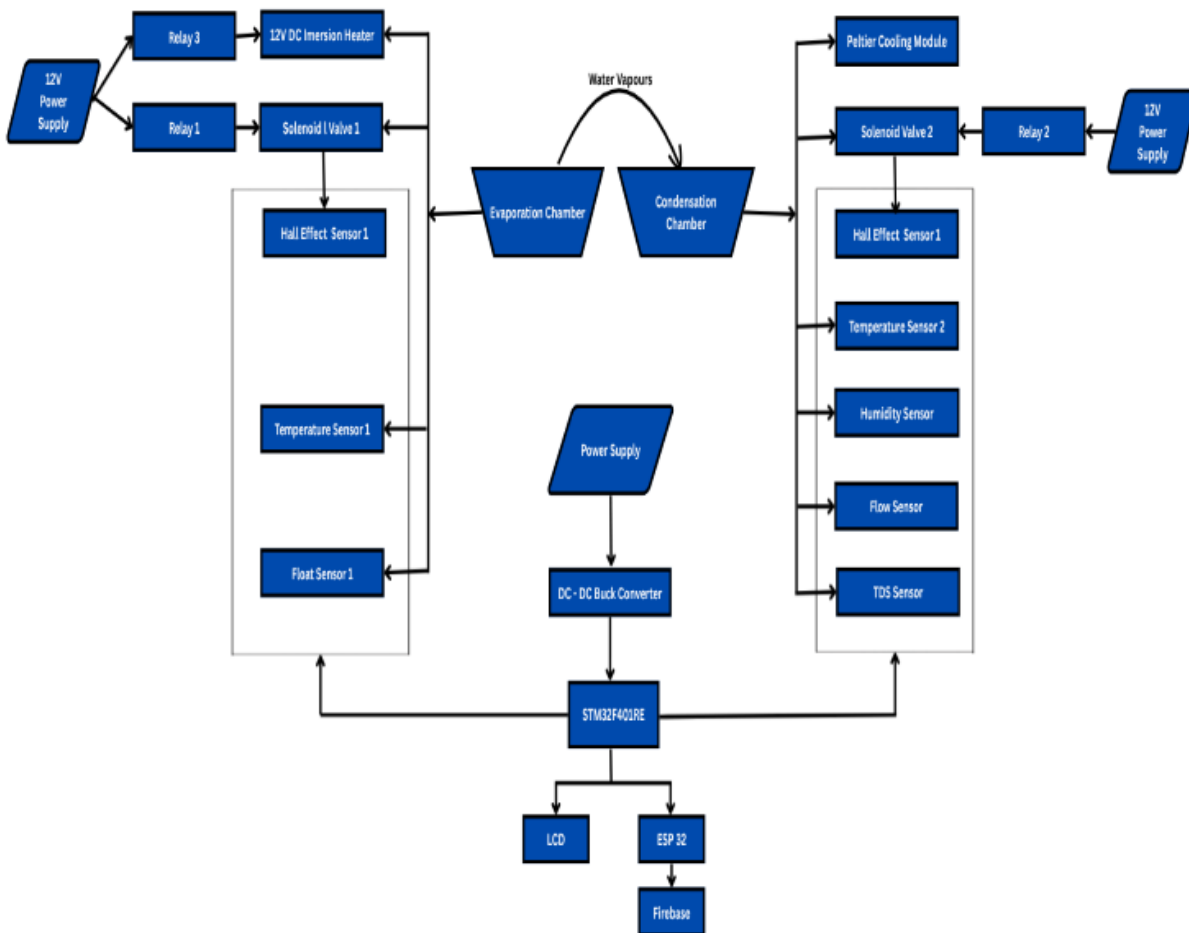 Relay 3
12V DC Imersion Heater
Peltier Cooling Module
12V
Power
Supply
Water Vapours
Relay 1
Solenoid l Valve 1
Solenoid Valve 2
Relay 2
12V
Power
Supply
Evaporation Chamber
Condensation
Chamber
Hall Effect Sensor 1
Hall Effect Sensor 1
Temperature Sensor 2
Temperature Sensor 1
Humidity Sensor
Power Supply
Flow Sensor
Float Sensor 1
DC - DC Buck Converter
TDS Sensor
STM32F401RE
LCD
ESP 32
Firebase